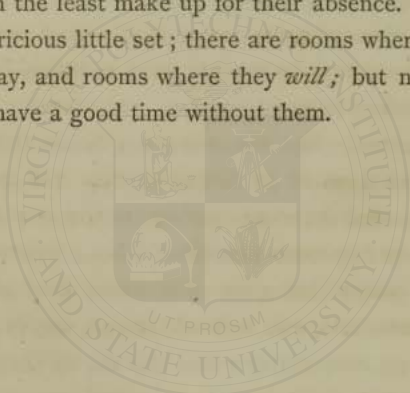 the least make up for their absence.
ricious little set; there are rooms wher
ay, and rooms where they will; but n
have a good time without them.
VIRGINIA POLYTECHNIC INSTITUTE
AND STATE UNIVERSITY
UT PROSIM